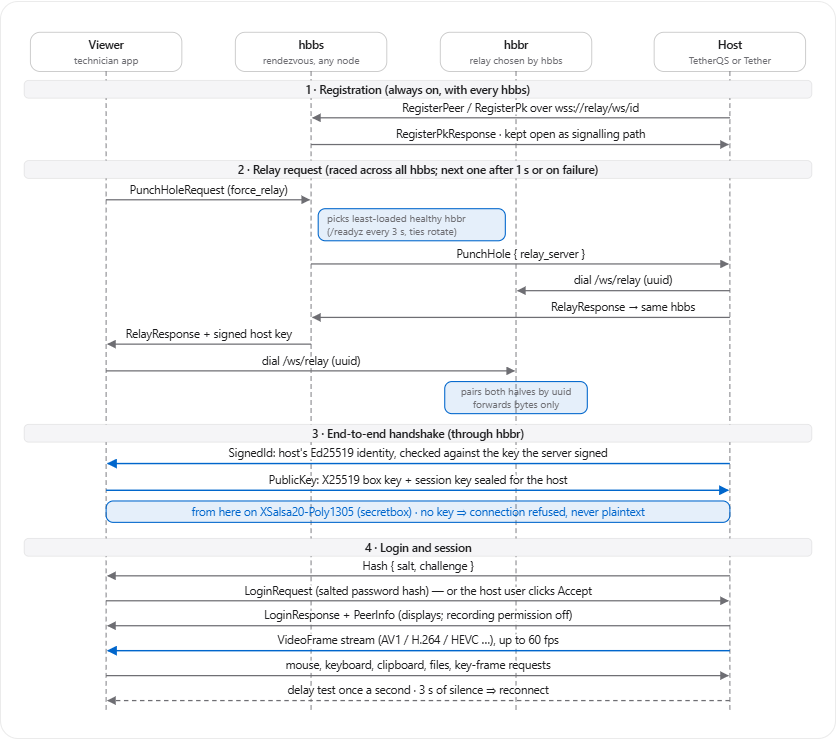 Viewer
technician app
hbbs
rendezvous, any node
hbbr
relay chosen by hbbs
Host
TetherQS or Tether
1 · Registration (always on, with every hbbs)
RegisterPeer / RegisterPk over wss://relay/ws/id
RegisterPkResponse · kept open as signalling path
2 · Relay request (raced across all hbbs; next one after 1 s or on failure)
PunchHoleRequest (force_relay)
picks least-loaded healthy hbbr
(/readyz every 3 s, ties rotate)
PunchHole { relay_server }
dial /ws/relay (uuid)
RelayResponse → same hbbs
RelayResponse + signed host key
dial /ws/relay (uuid)
pairs both halves by uuid
forwards bytes only
3 · End-to-end handshake (through hbbr)
SignedId: host's Ed25519 identity, checked against the key the server signed
PublicKey: X25519 box key + session key sealed for the host
from here on XSalsa20-Poly1305 (secretbox) · no key ⇒ connection refused, never plaintext
4 · Login and session
Hash { salt, challenge }
LoginRequest (salted password hash) — or the host user clicks Accept
LoginResponse + PeerInfo (displays; recording permission off)
VideoFrame stream (AV1 / H.264 / HEVC ...), up to 60 fps
mouse, keyboard, clipboard, files, key-frame requests
delay test once a second · 3 s of silence ⇒ reconnect